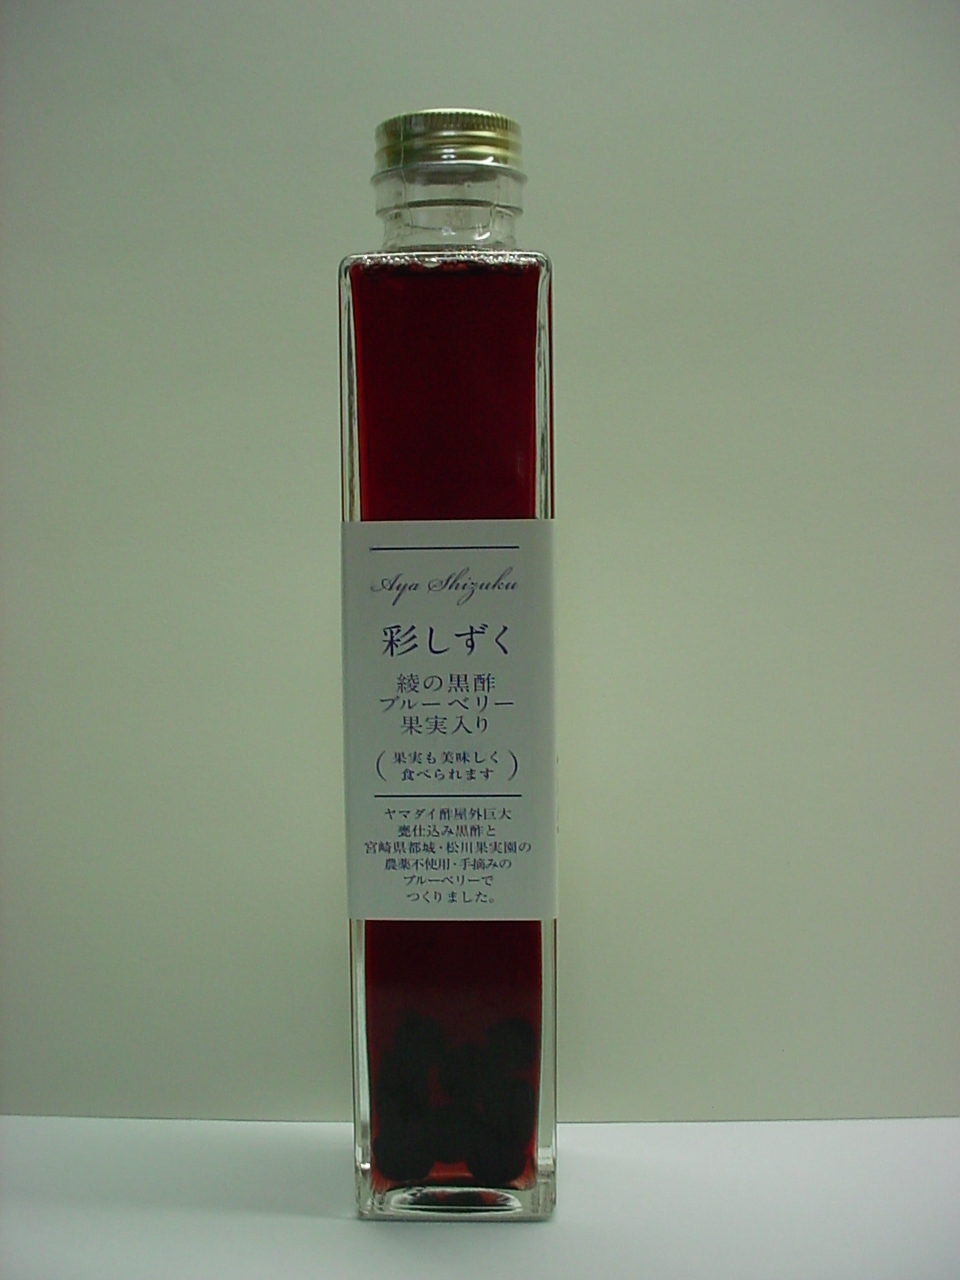 Aya Shizuku
彩しずく
綾の黒酢
ブルーベリー
果実入り
(果実も美味しく
食べられます)
ヤマダイ酢屋外巨大
甕仕込み黒酢と
宮崎県都城・松川果実園の
農薬不使用・手摘みの
ブルーベリーで
つくりました。